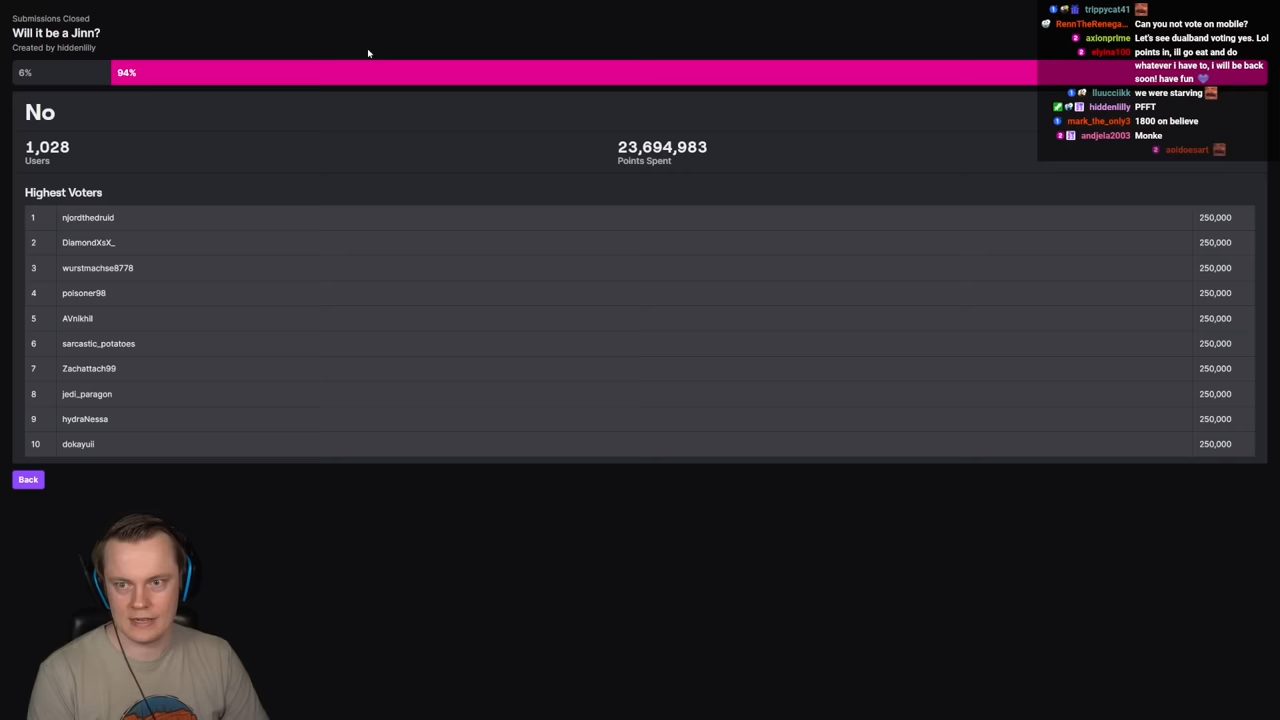 Submissions Closed
Will it be a Jinn?
Created by hiddenlilly
6%
94%
No
1,028
Users
23,694,983
Points Spent
Highest Voters
1 njordthedruid 250,000
2 DiamondXsX_ 250,000
3 wurstmachse8778 250,000
4 poisoner98 250,000
5 AVnikhil 250,000
6 sarcastic_potatoes 250,000
7 Zachattach99 250,000
8 jedi_paragon 250,000
9 hydraNessa 250,000
10 dokayuii 250,000
Back
trippycat41
RennTheRenega... Can you not vote on mobile?
axionprime Let's see dualband voting yes. Lol
elyina100 points in, ill go eat and do
whatever i have to, i will be back
soon! have fun
lluucciikk we were starving
hiddenlilly PFFT
mark_the_only3 1800 on believe
andjela2003 Monke
aoidoesart